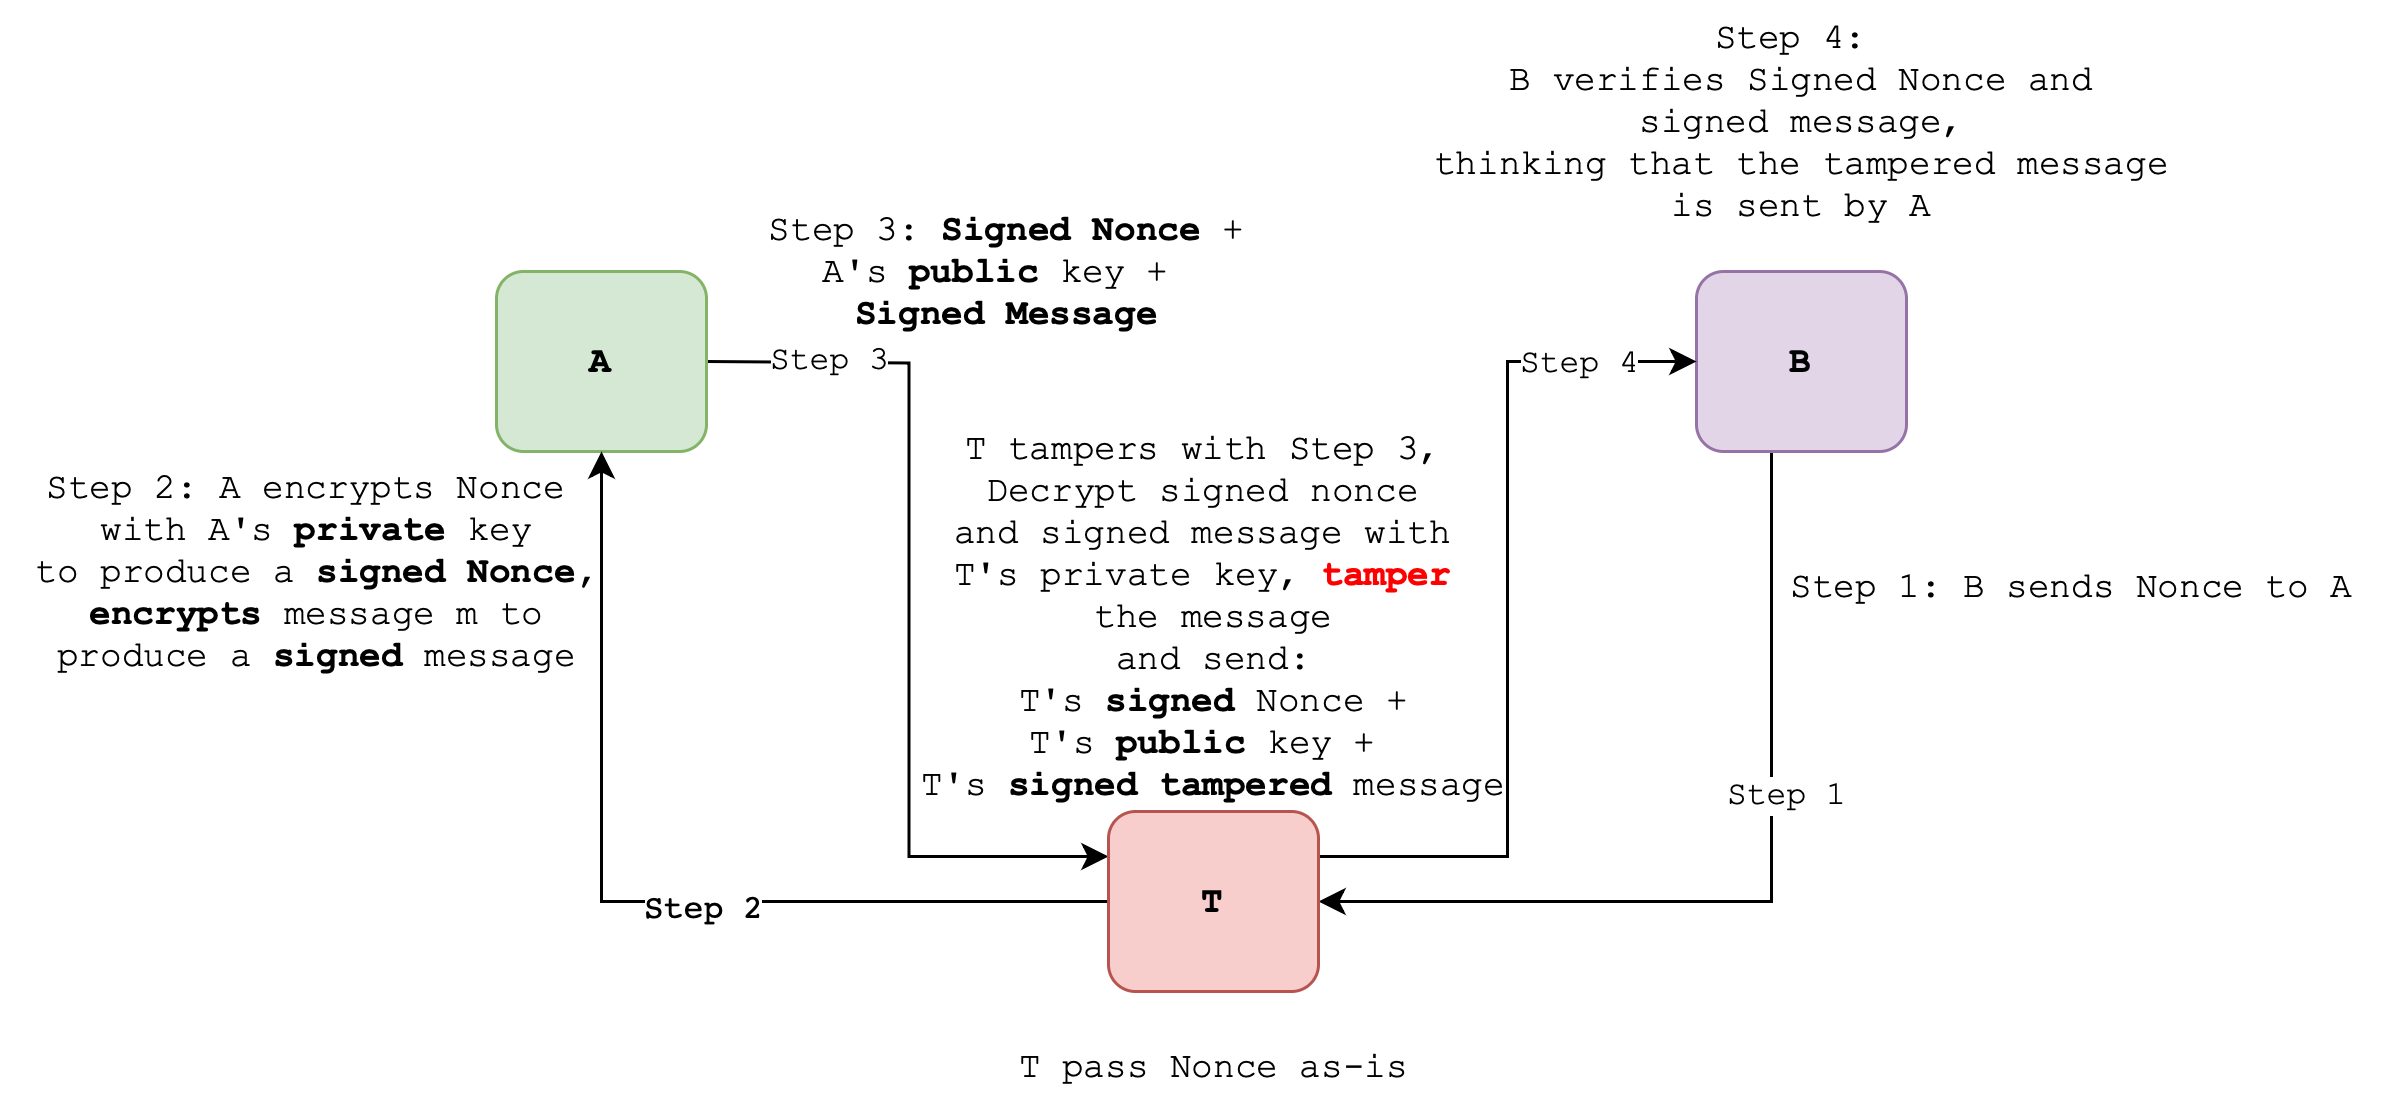 Step 4:
B verifies Signed Nonce and
signed message,
thinking that the tampered message
is sent by A
Step 3: Signed Nonce +
A's public key +
Signed Message
A
Step 3
Step 4
B
T tampers with Step 3,
Decrypt signed nonce
and signed message with
T's private key, tamper
the message
and send:
T's signed Nonce +
T's public key +
T's signed tampered message
Step 2: A encrypts Nonce
with A's private key
to produce a signed Nonce,
encrypts message m to
produce a signed message
Step 1: B sends Nonce to A
Step 1
Step 2
T
T pass Nonce as-is